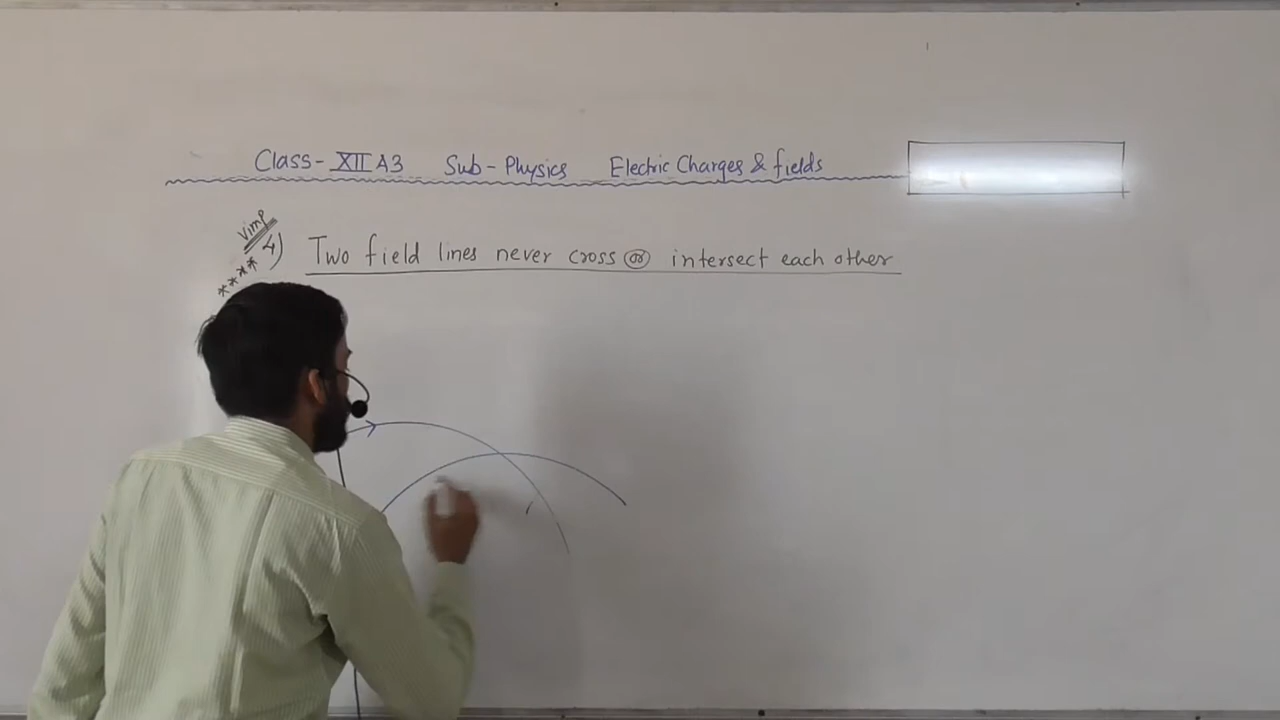 Class-XII A3 Sub-Physics Electric Charges & fields
Vimp
**** 4) Two field lines never cross or intersect each other